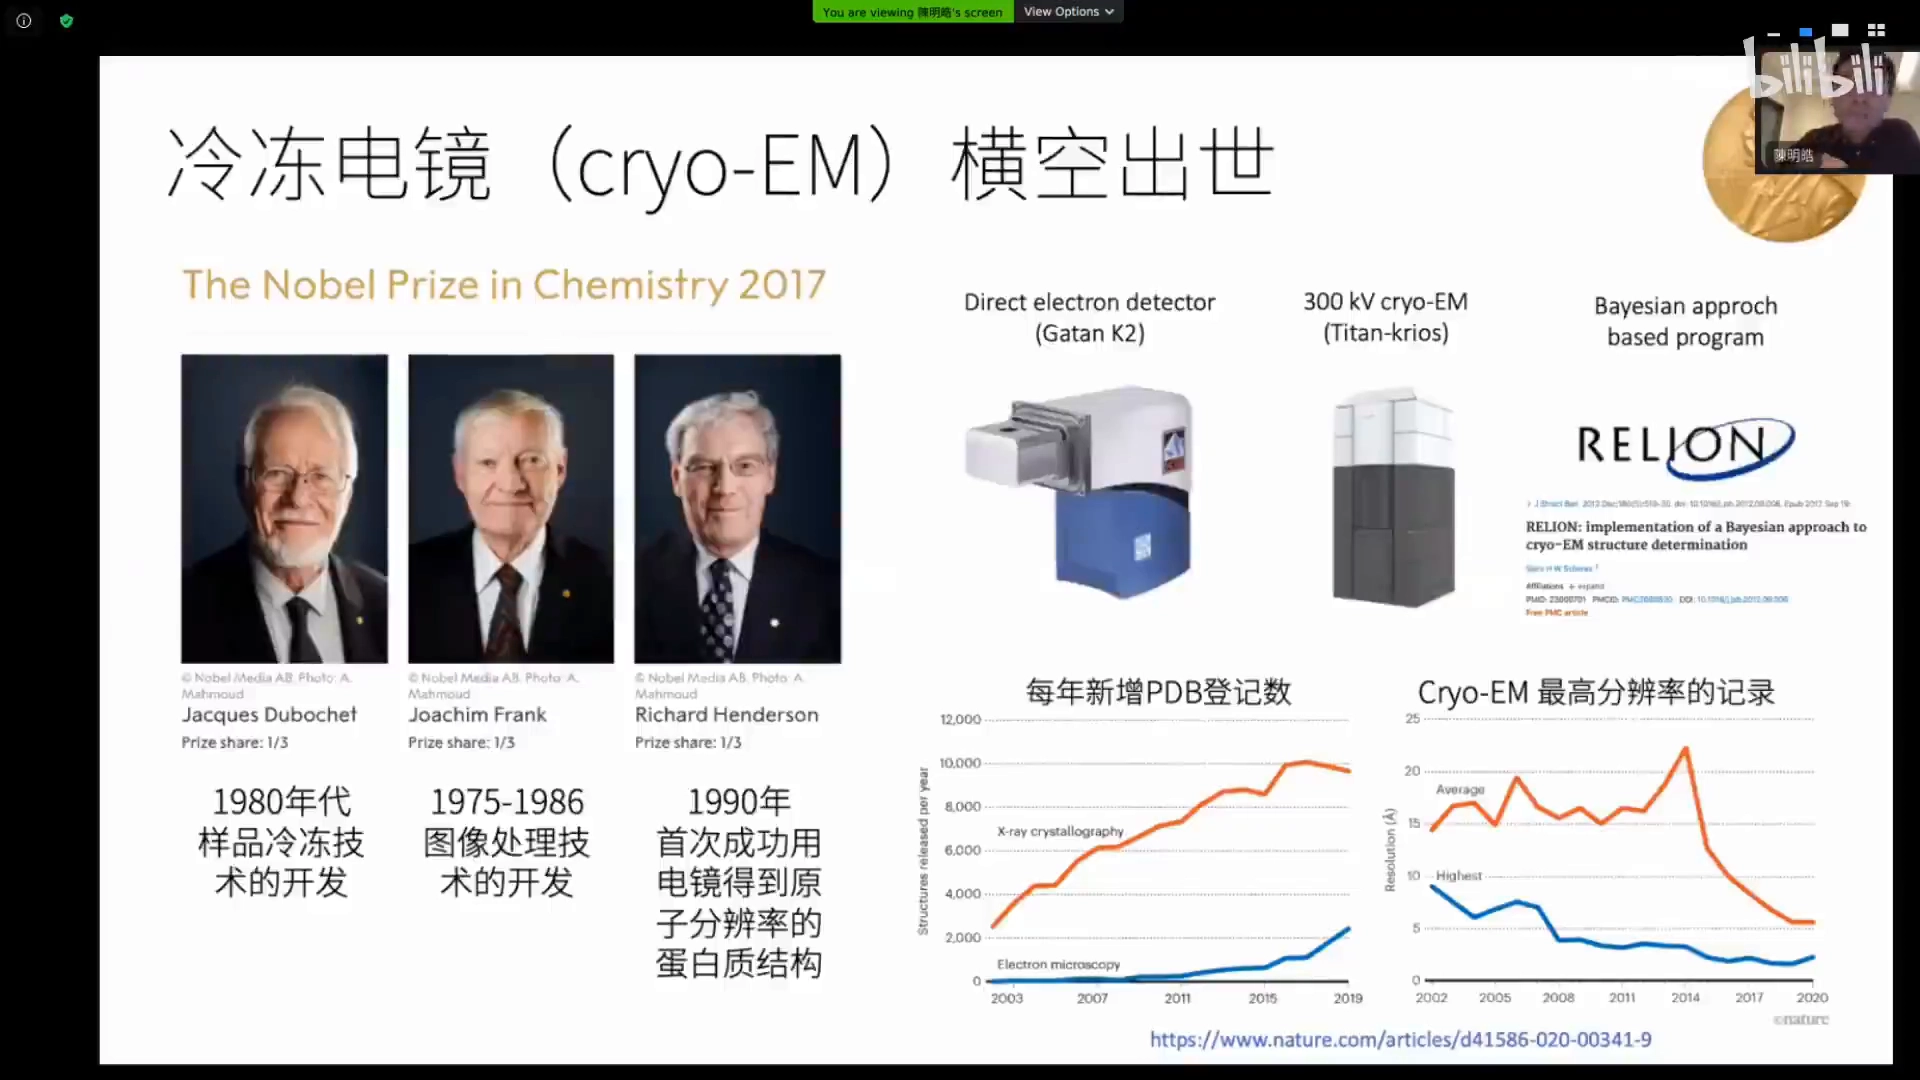 You are viewing 陳明皓's screen
View Options
bilibili
陳明皓
冷冻电镜（cryo-EM）横空出世
The Nobel Prize in Chemistry 2017
© Nobel Media AB. Photo: A.
Mahmoud
Jacques Dubochet
Prize share: 1/3
© Nobel Media AB. Photo: A.
Mahmoud
Joachim Frank
Prize share: 1/3
© Nobel Media AB. Photo: A.
Mahmoud
Richard Henderson
Prize share: 1/3
1980年代
样品冷冻技
术的开发
1975-1986
图像处理技
术的开发
1990年
首次成功用
电镜得到原
子分辨率的
蛋白质结构
Direct electron detector
(Gatan K2)
300 kV cryo-EM
(Titan-krios)
Bayesian approch
based program
RELION
RELION: implementation of a Bayesian approach to
cryo-EM structure determination
Affiliations + expand
Free PMC article
每年新增PDB登记数
Structures released per year
12,000
10,000
8,000
6,000
4,000
2,000
0
X-ray crystallography
Electron microscopy
2003 2007 2011 2015 2019
Cryo-EM 最高分辨率的记录
Resolution (Å)
25
20
15
10
5
0
Average
Highest
2002 2005 2008 2011 2014 2017 2020
©nature
https://www.nature.com/articles/d41586-020-00341-9